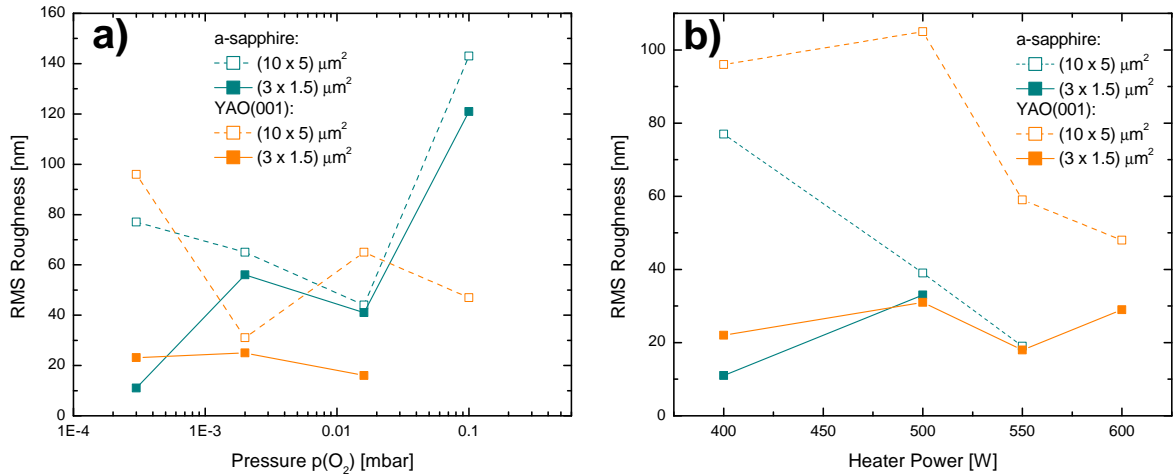 a)
a-sapphire:
(10 x 5) μm²
(3 x 1.5) μm²
YAO(001):
(10 x 5) μm²
(3 x 1.5) μm²
RMS Roughness [nm]
160
140
120
100
80
60
40
20
0
1E-4
1E-3
0.01
0.1
Pressure p(O₂) [mbar]
b)
a-sapphire:
(10 x 5) μm²
(3 x 1.5) μm²
YAO(001):
(10 x 5) μm²
(3 x 1.5) μm²
RMS Roughness [nm]
100
80
60
40
20
0
400
450
500
550
600
Heater Power [W]